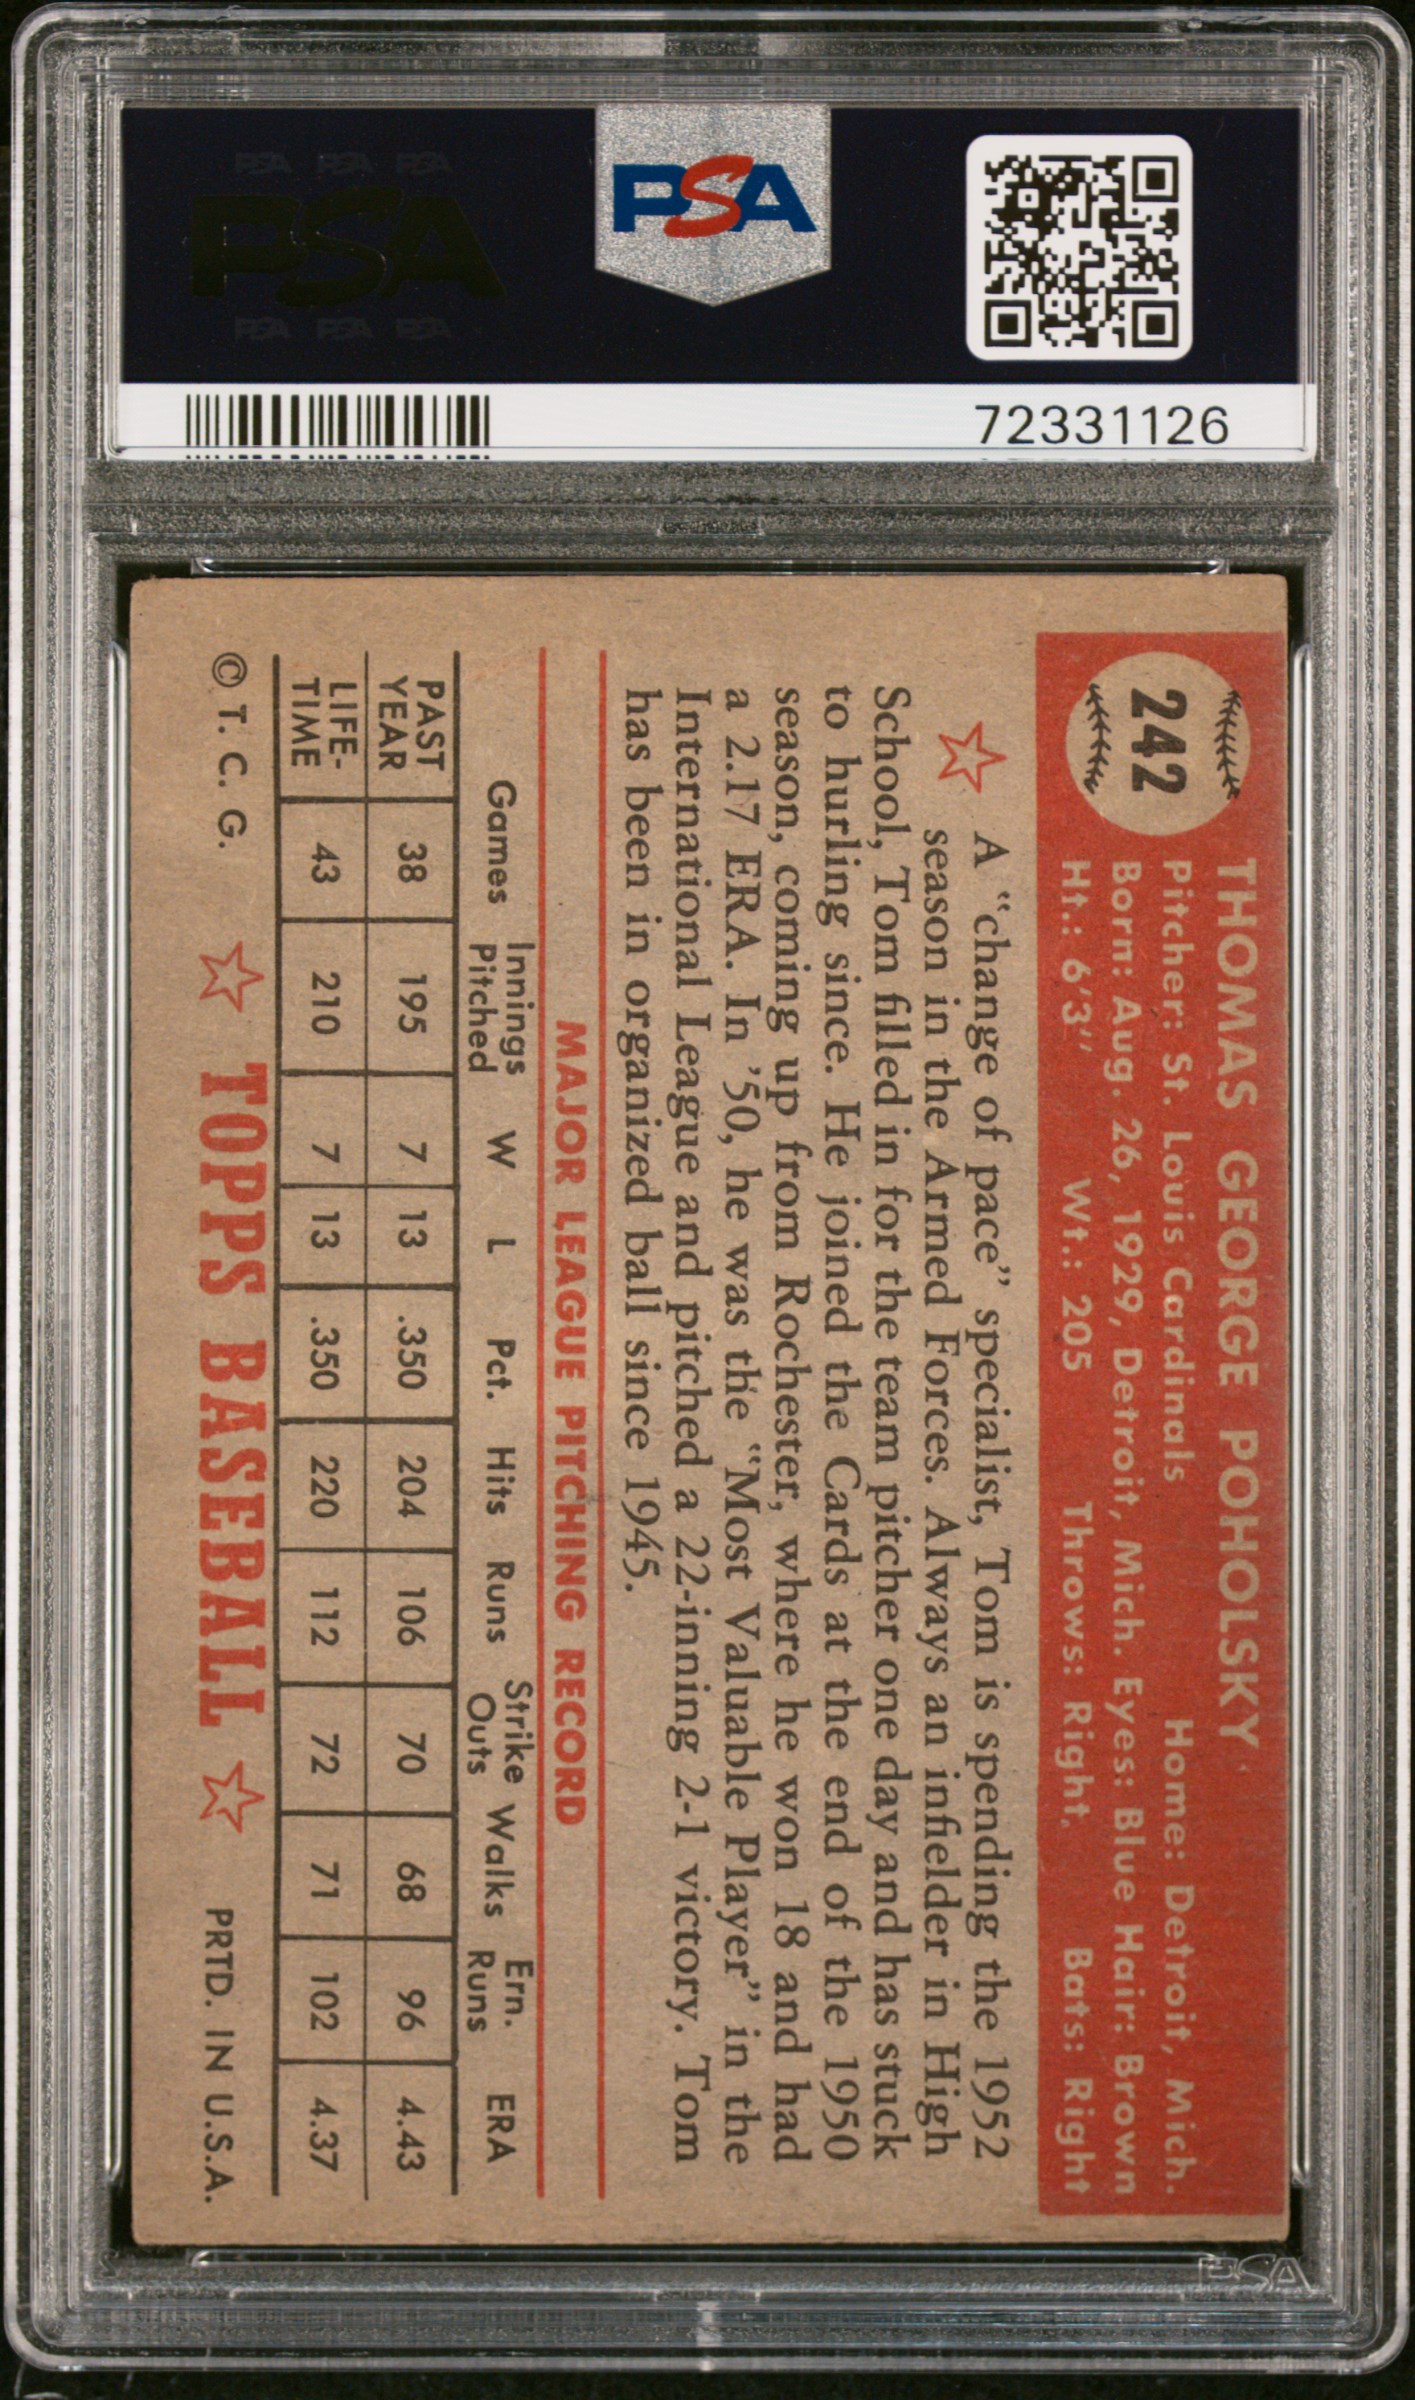 PSA PSA PSA
PSA
PSA PSA PSA
PSA
72331126
242
THOMAS GEORGE POHOLSKY
Pitcher: St. Louis Cardinals Home: Detroit, Mich.
Born: Aug. 26, 1929, Detroit, Mich. Eyes: Blue Hair: Brown
Ht.: 6'3" Wt.: 205 Throws: Right. Bats: Right
A "change of pace" specialist, Tom is spending the 1952
season in the Armed Forces. Always an infielder in High
School, Tom filled in for the team pitcher one day and has stuck
to hurling since. He joined the Cards at the end of the 1950
season, coming up from Rochester, where he won 18 and had
a 2.17 ERA. In '50, he was the "Most Valuable Player" in the
International League and pitched a 22-inning 2-1 victory. Tom
has been in organized ball since 1945.
MAJOR LEAGUE PITCHING RECORD
Games Innings Pitched W L Pct. Hits Runs Strike Outs Walks Ern. Runs ERA
PAST YEAR 38 195 7 13 .350 204 106 70 68 96 4.43
LIFE-TIME 43 210 7 13 .350 220 112 72 71 102 4.37
© T. C. G. TOPPS BASEBALL PRTD. IN U.S.A.
PSA